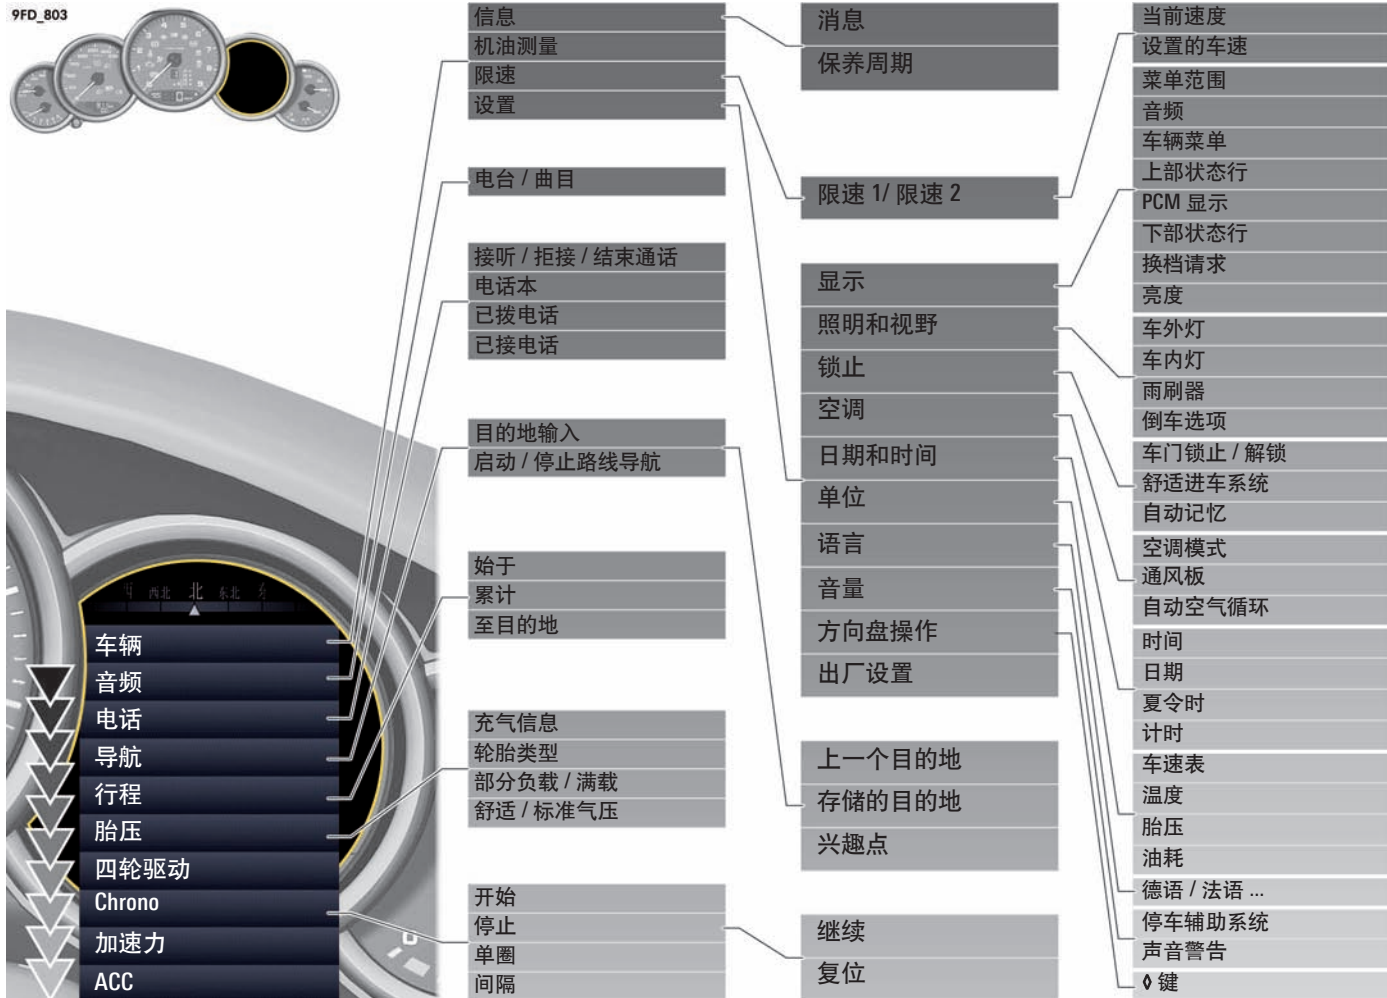 9FD_803
信息
机油测量
限速
设置
电台 / 曲目
接听 / 拒接 / 结束通话
电话本
已拨电话
已接电话
目的地输入
启动 / 停止路线导航
始于
累计
至目的地
充气信息
轮胎类型
部分负载 / 满载
舒适 / 标准气压
开始
停止
单圈
间隔
西北 北 东北
车辆
音频
电话
导航
行程
胎压
四轮驱动
Chrono
加速力
ACC
消息
保养周期
限速 1/ 限速 2
显示
照明和视野
锁止
空调
日期和时间
单位
语言
音量
方向盘操作
出厂设置
上一个目的地
存储的目的地
兴趣点
继续
复位
当前速度
设置的车速
菜单范围
音频
车辆菜单
上部状态行
PCM 显示
下部状态行
换档请求
亮度
车外灯
车内灯
雨刷器
倒车选项
车门锁止 / 解锁
舒适进车系统
自动记忆
空调模式
通风板
自动空气循环
时间
日期
夏令时
计时
车速表
温度
胎压
油耗
德语 / 法语 ...
停车辅助系统
声音警告
◊ 键